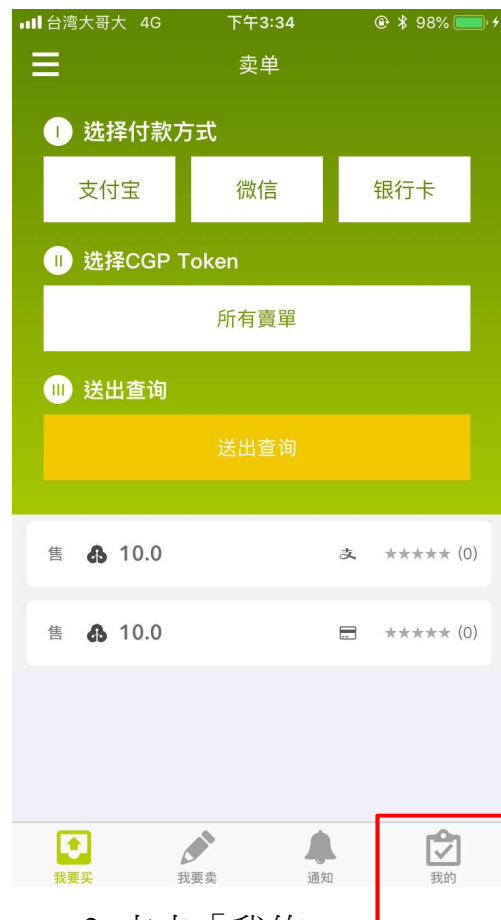 台湾大哥大 4G 下午3:34 98%
卖单
I 选择付款方式
支付宝 微信 银行卡
II 选择CGP Token
所有賣單
III 送出查询
送出查询
售 10.0 支 ★★★★★ (0)
售 10.0 ★★★★★ (0)
我要买 我要卖 通知 我的